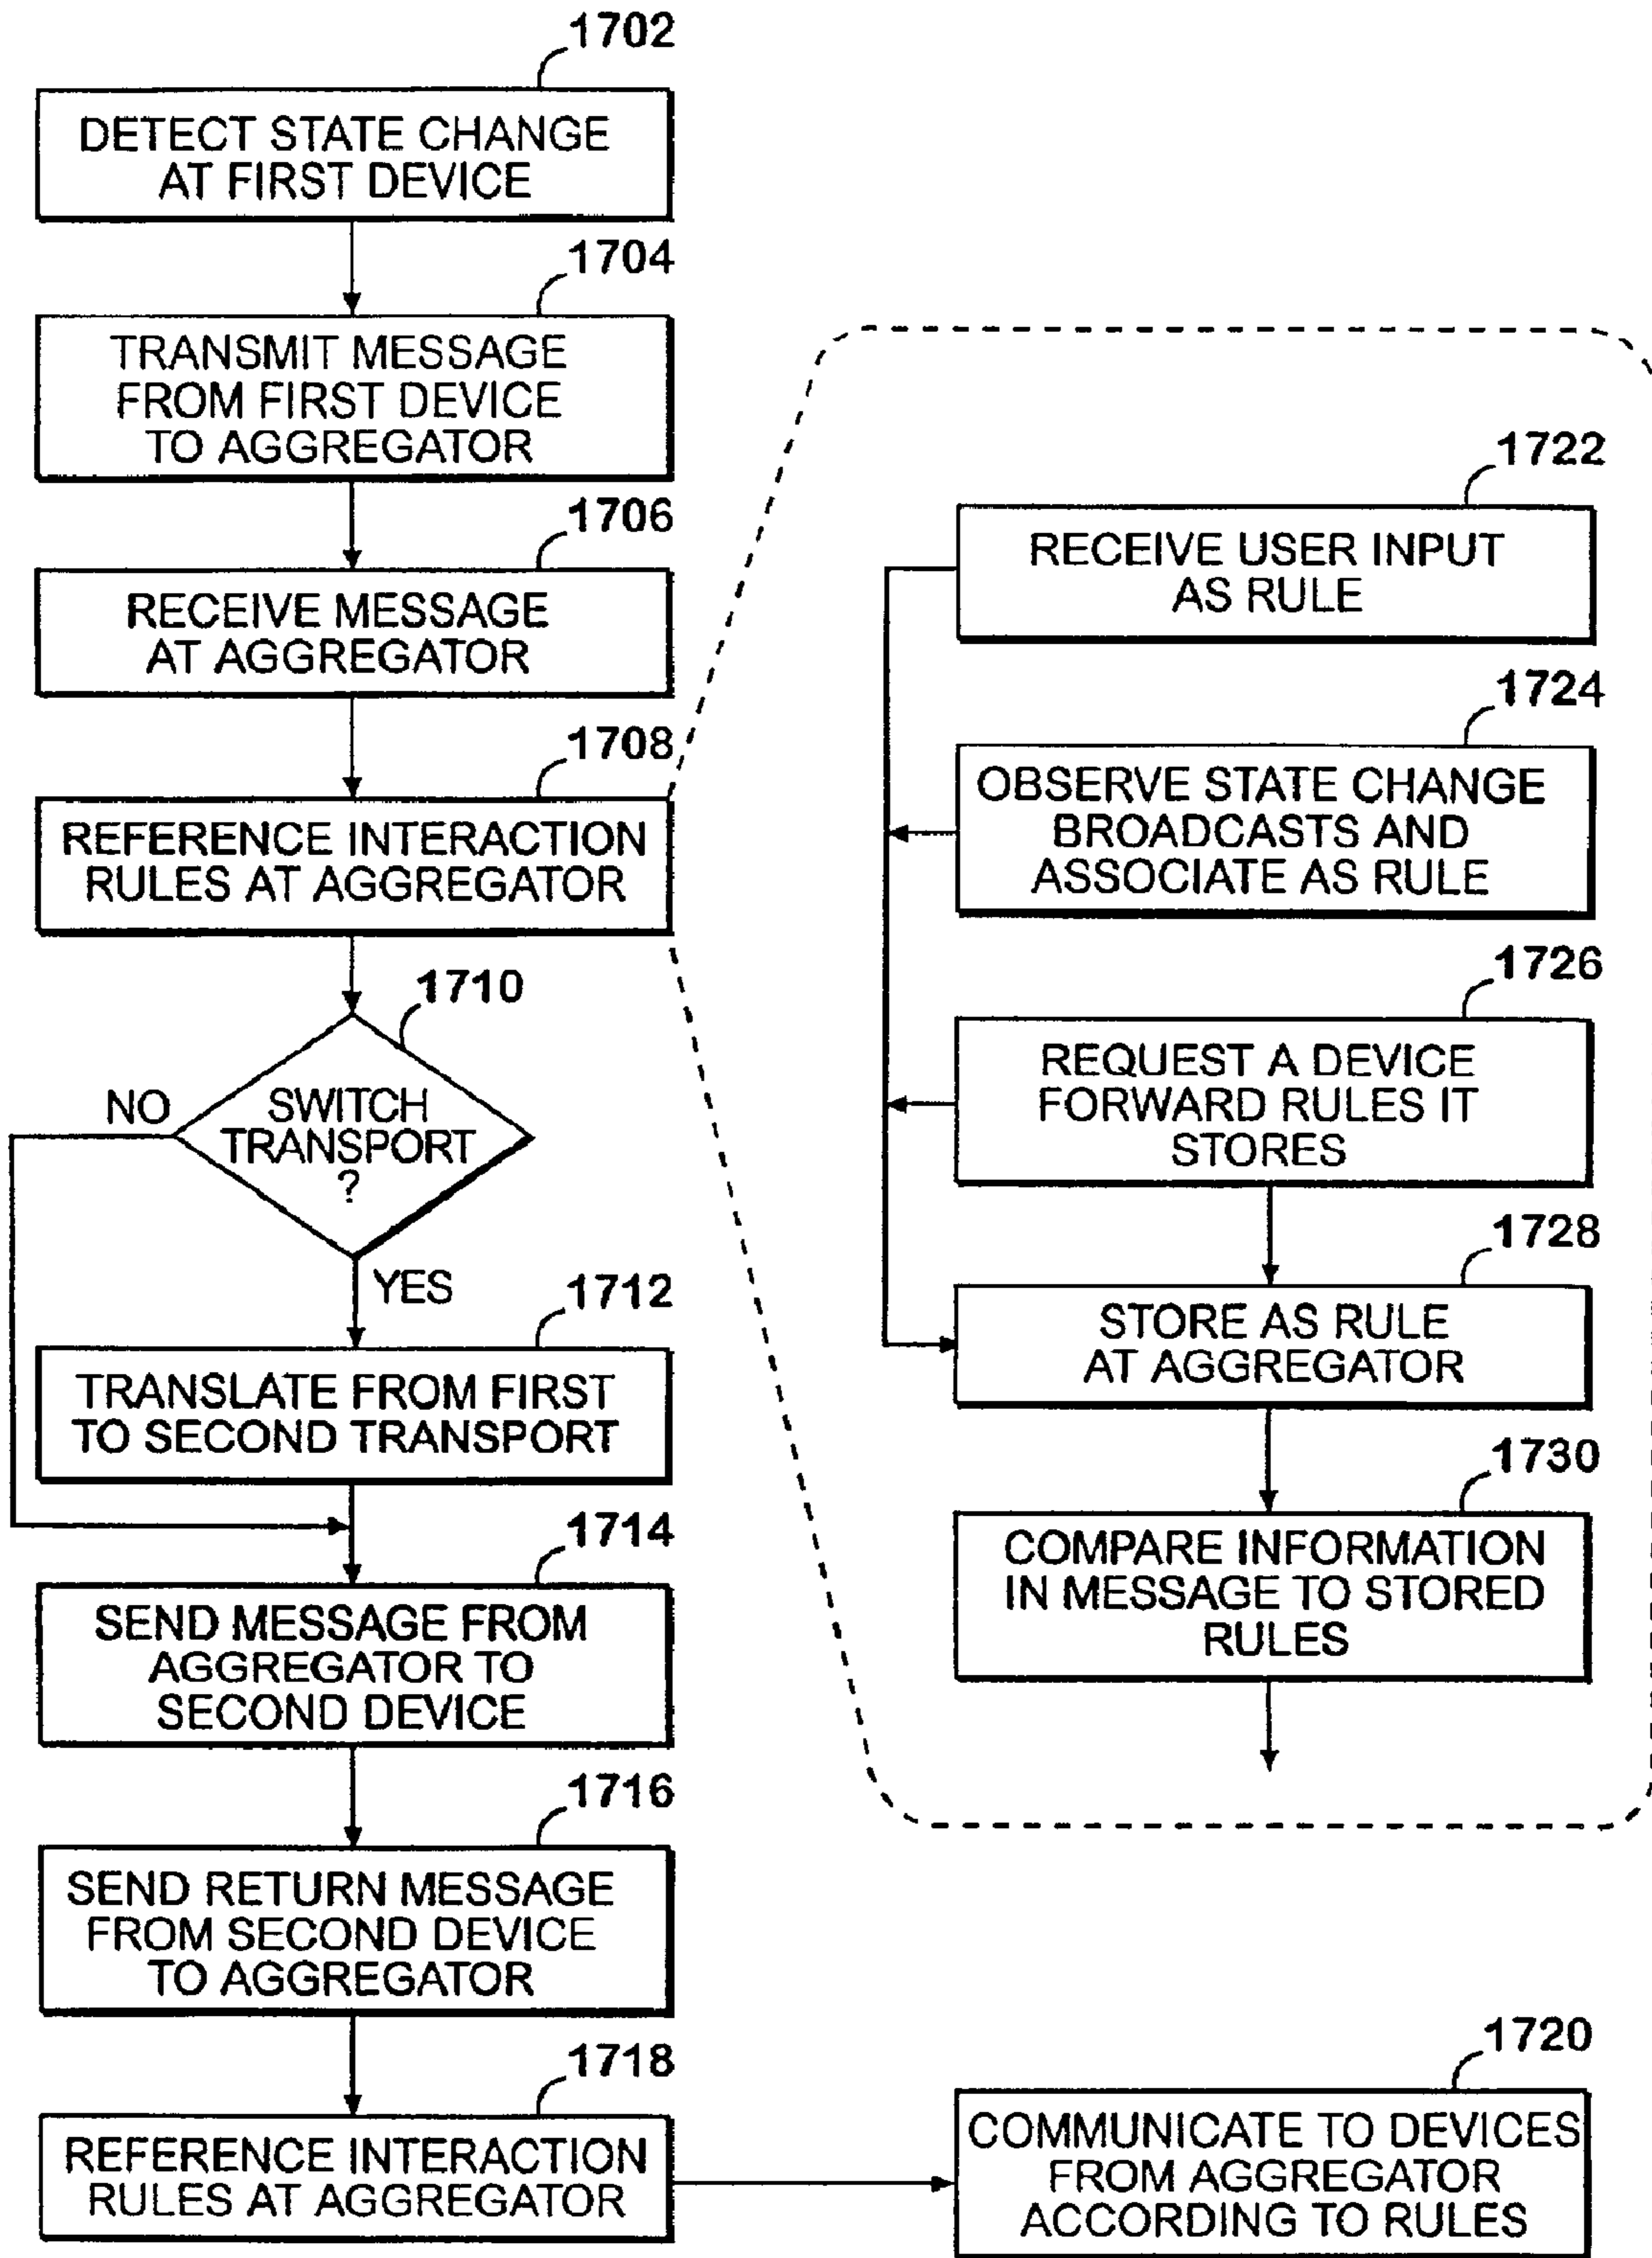 1702
DETECT STATE CHANGE
AT FIRST DEVICE
1704
TRANSMIT MESSAGE
FROM FIRST DEVICE
TO AGGREGATOR
1706
RECEIVE MESSAGE
AT AGGREGATOR
1708
REFERENCE INTERACTION
RULES AT AGGREGATOR
1710
SWITCH
TRANSPORT
?
NO
YES
1712
TRANSLATE FROM FIRST
TO SECOND TRANSPORT
1714
SEND MESSAGE FROM
AGGREGATOR TO
SECOND DEVICE
1716
SEND RETURN MESSAGE
FROM SECOND DEVICE
TO AGGREGATOR
1718
REFERENCE INTERACTION
RULES AT AGGREGATOR
1720
COMMUNICATE TO DEVICES
FROM AGGREGATOR
ACCORDING TO RULES
1722
RECEIVE USER INPUT
AS RULE
1724
OBSERVE STATE CHANGE
BROADCASTS AND
ASSOCIATE AS RULE
1726
REQUEST A DEVICE
FORWARD RULES IT
STORES
1728
STORE AS RULE
AT AGGREGATOR
1730
COMPARE INFORMATION
IN MESSAGE TO STORED
RULES